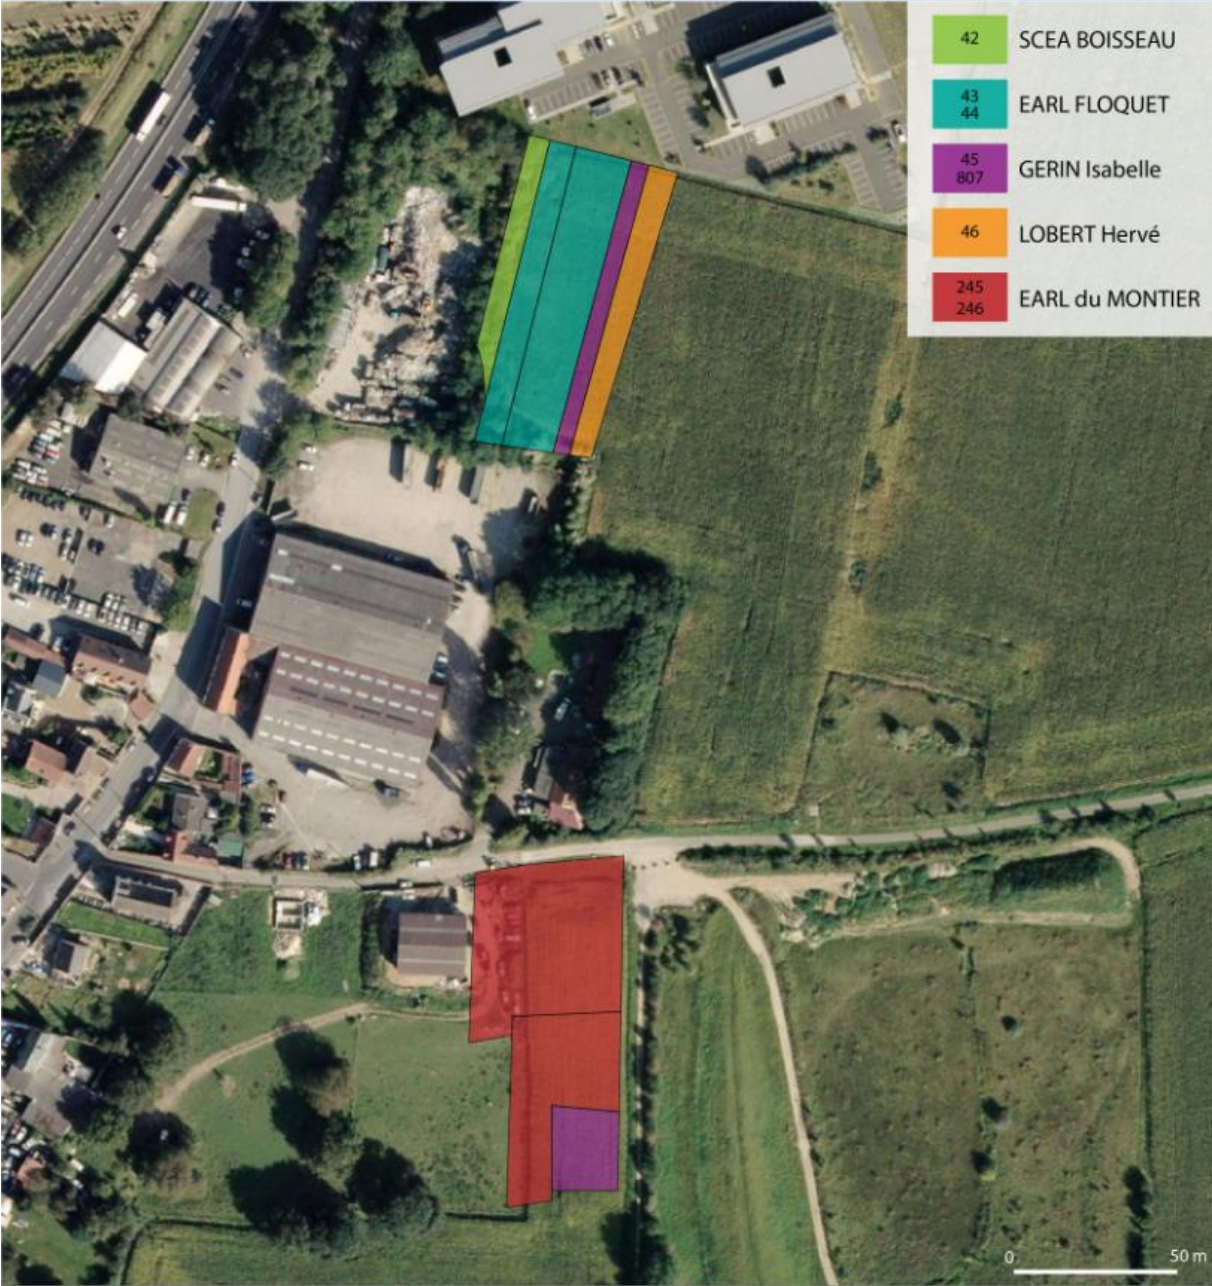 42 SCEA BOISSEAU
43
44 EARL FLOQUET
45
807 GERIN Isabelle
46 LOBERT Hervé
245
246 EARL du MONTIER
0 50 m